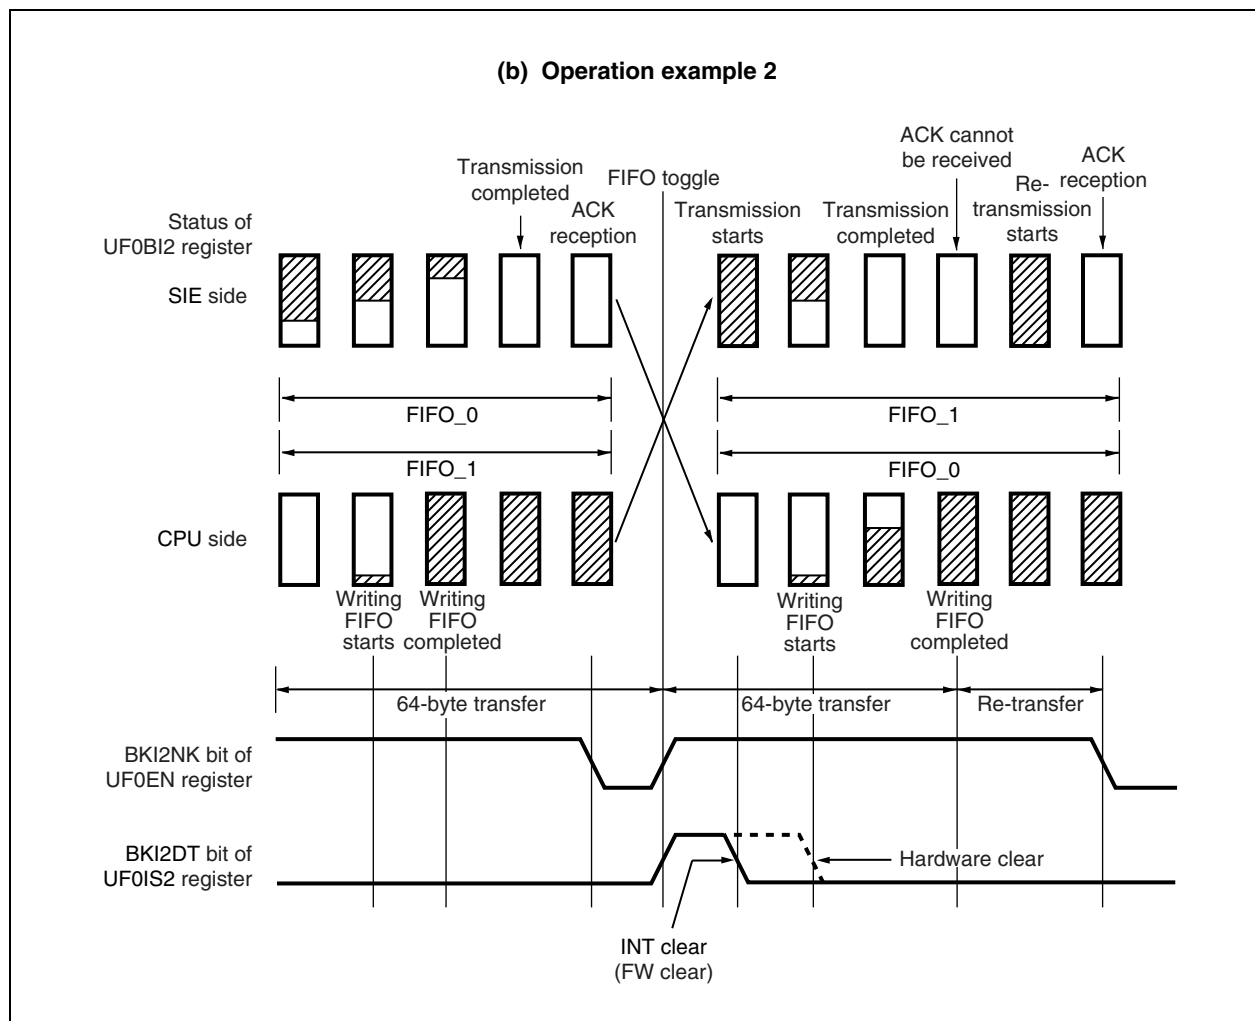 (b) Operation example 2
Status of
UF0BI2 register
SIE side
Transmission
completed
ACK
reception
FIFO toggle
Transmission
starts
Transmission
completed
ACK cannot
be received
Re-
transmission
starts
ACK
reception
FIFO_0
FIFO_1
FIFO_1
FIFO_0
CPU side
Writing
FIFO
starts
Writing
FIFO
completed
Writing
FIFO
starts
Writing
FIFO
completed
64-byte transfer
64-byte transfer
Re-transfer
BKI2NK bit of
UF0EN register
BKI2DT bit of
UF0IS2 register
Hardware clear
INT clear
(FW clear)